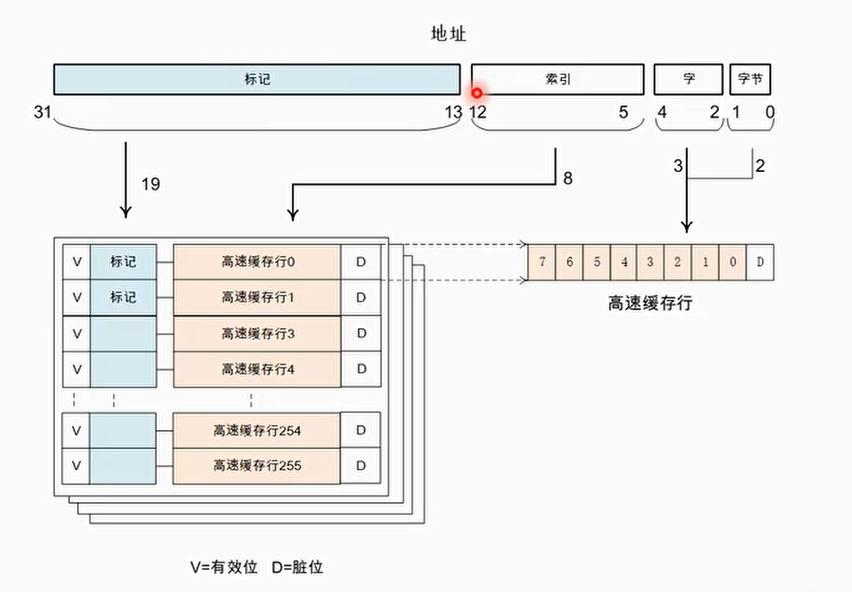 地址
标记 索引 字 字节
31 13 12 5 4 2 1 0
19 8 3 2
V 标记 高速缓存行0 D 7 6 5 4 3 2 1 0 D
V 标记 高速缓存行1 D
高速缓存行
V 高速缓存行3 D
V 高速缓存行4 D
V 高速缓存行254 D
V 高速缓存行255 D
V=有效位 D=脏位